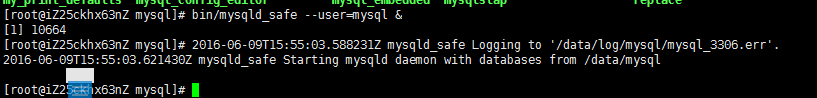 my_print_defaults mysql_config_editor mysql_embedded mysqlslap replace
[root@iZ25ckhx63nZ mysql]# bin/mysqld_safe --user=mysql &
[1] 10664
[root@iZ25ckhx63nZ mysql]# 2016-06-09T15:55:03.588231Z mysqld_safe Logging to '/data/log/mysql/mysql_3306.err'.
2016-06-09T15:55:03.621430Z mysqld_safe Starting mysqld daemon with databases from /data/mysql
[root@iZ25ckhx63nZ mysql]#